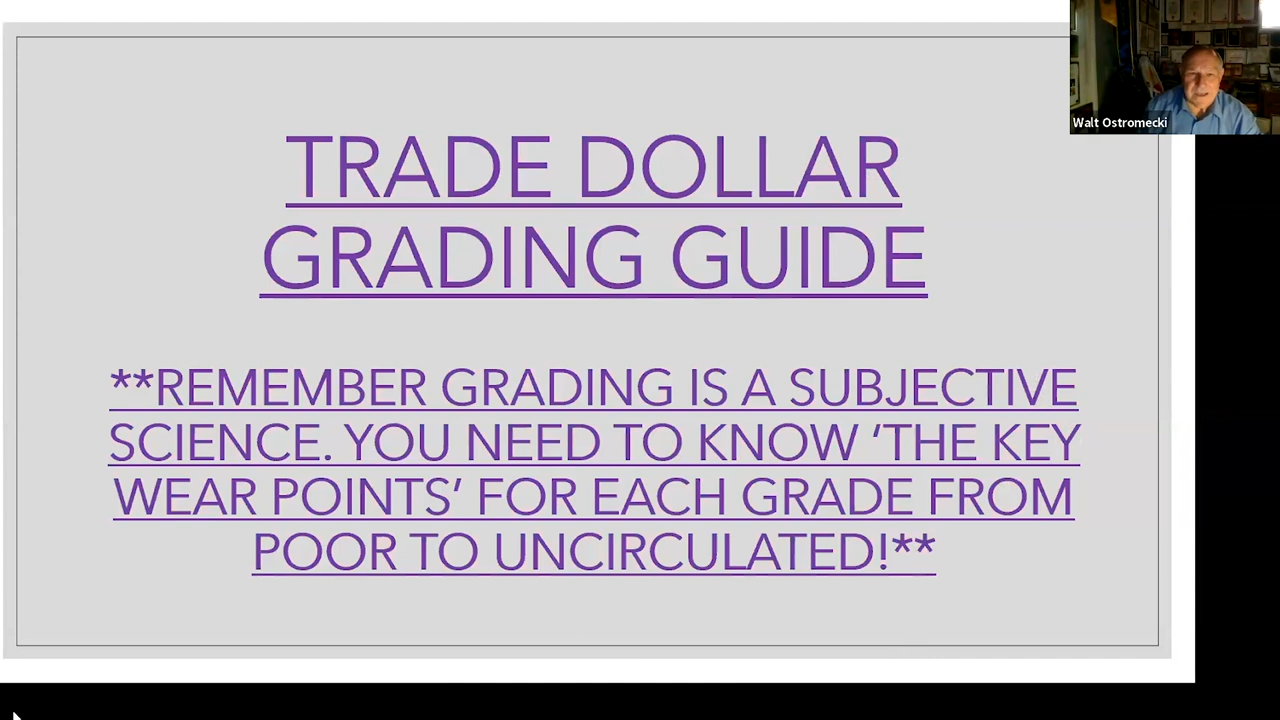 Walt Ostromecki
TRADE DOLLAR
GRADING GUIDE
**REMEMBER GRADING IS A SUBJECTIVE
SCIENCE. YOU NEED TO KNOW ‘THE KEY
WEAR POINTS’ FOR EACH GRADE FROM
POOR TO UNCIRCULATED!**